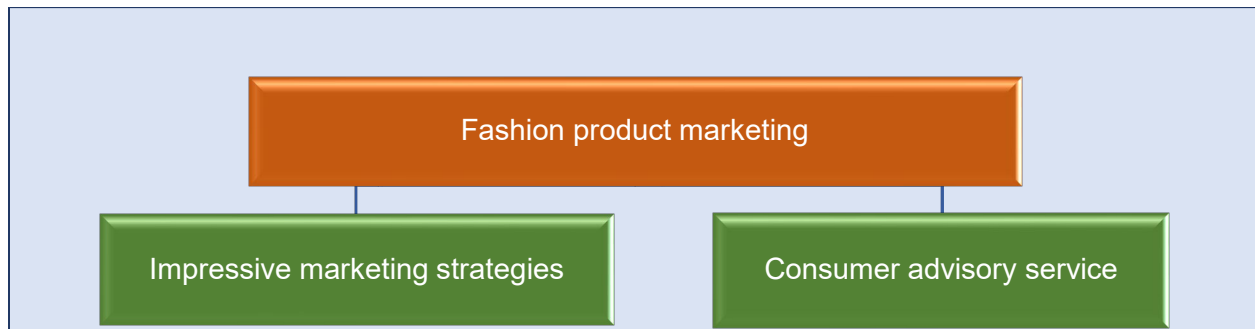 Fashion product marketing
Impressive marketing strategies
Consumer advisory service